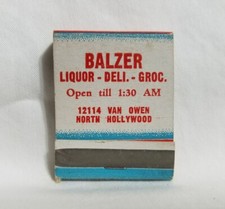 BALZER
LIQUOR - DELI. - GROC.
Open till 1:30 AM
12114 VAN OWEN
NORTH HOLLYWOOD